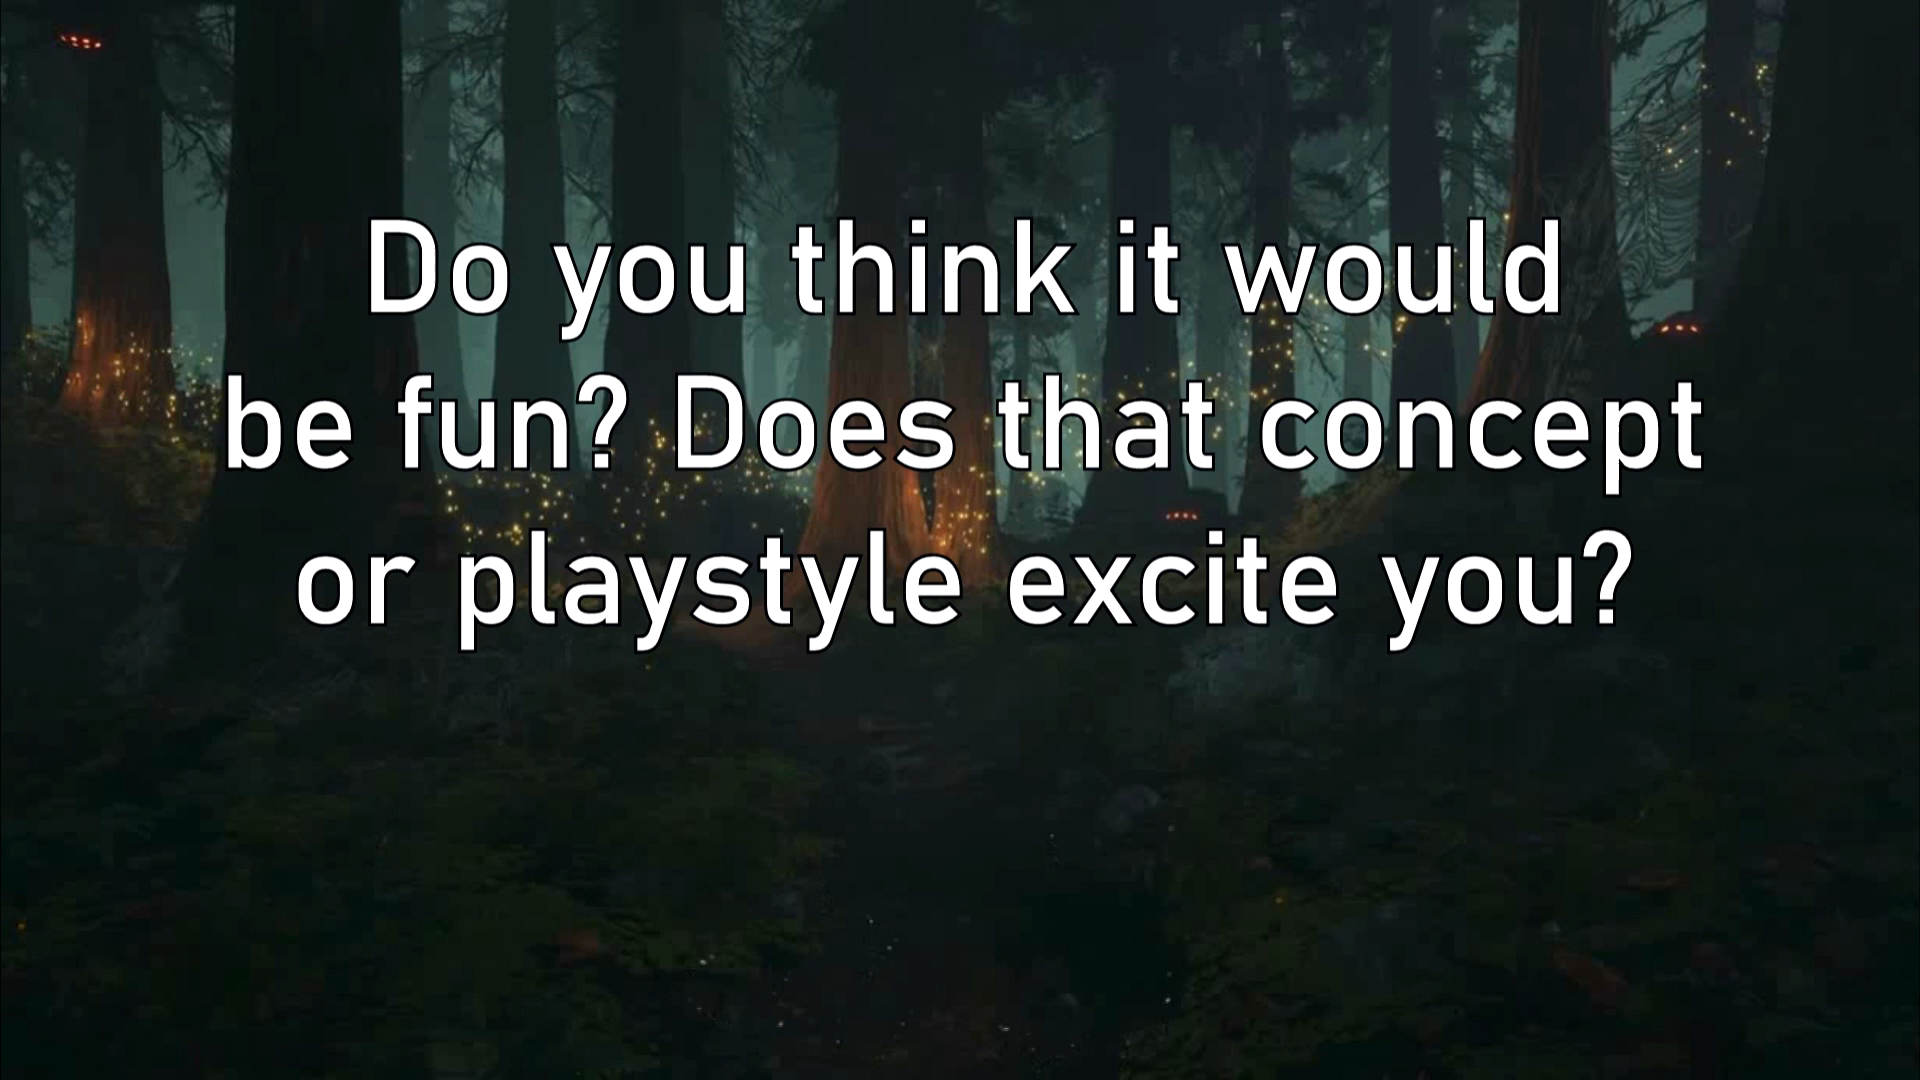 Do you think it would
be fun? Does that concept
or playstyle excite you?